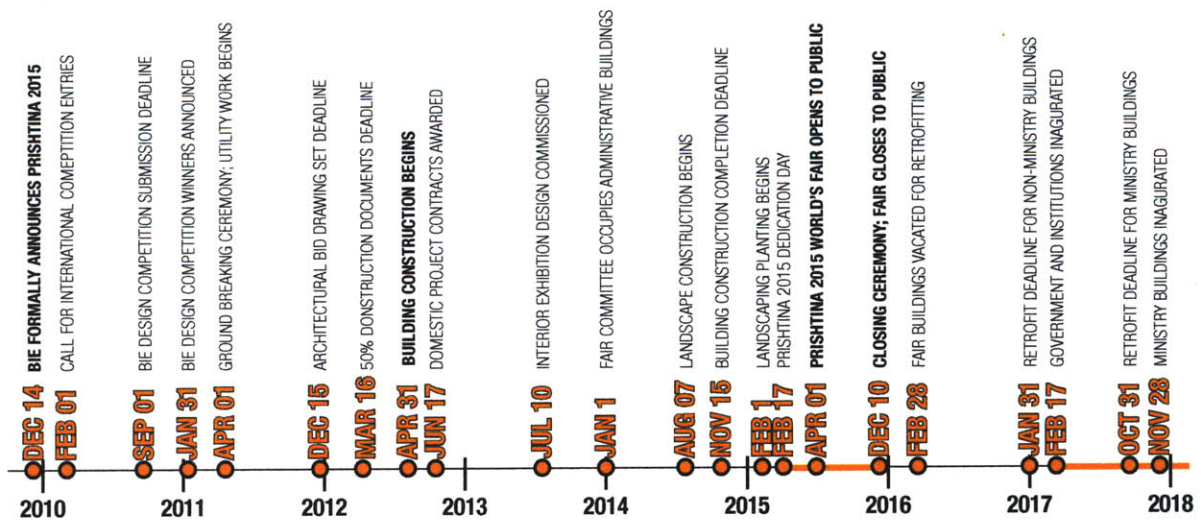 DEC 14 BIE FORMALLY ANNOUNCES PRISHTINA 2015
FEB 01 CALL FOR INTERNATIONAL COMEPTITION ENTRIES
SEP 01 BIE DESIGN COMPETITION SUBMISSION DEADLINE
JAN 31 BIE DESIGN COMPETITION WINNERS ANNOUNCED
APR 01 GROUND BREAKING CEREMONY; UTILITY WORK BEGINS
DEC 15 ARCHITECTURAL BID DRAWING SET DEADLINE
MAR 16 50% DONSTRUCTION DOCUMENTS DEADLINE
APR 31 BUILDING CONSTRUCTION BEGINS
JUN 17 DOMESTIC PROJECT CONTRACTS AWARDED
JUL 10 INTERIOR EXHIBITION DESIGN COMMISSIONED
JAN 1 FAIR COMMITTEE OCCUPIES ADMINISTRATIVE BUILDINGS
AUG 07 LANDSCAPE CONSTRUCTION BEGINS
NOV 15 BUILDING CONSTRUCTION COMPLETION DEADLINE
FEB 1 LANDSCAPING PLANTING BEGINS
FEB 17 PRISHTINA 2015 DEDICATION DAY
APR 01 PRISHTINA 2015 WORLD'S FAIR OPENS TO PUBLIC
DEC 10 CLOSING CEREMONY; FAIR CLOSES TO PUBLIC
FEB 28 FAIR BUILDINGS VACATED FOR RETROFITTING
JAN 31 RETROFIT DEADLINE FOR NON-MINISTRY BUILDINGS
FEB 17 GOVERNMENT AND INSTITUTIONS INAGURATED
OCT 31 RETROFIT DEADLINE FOR MINISTRY BUILDINGS
NOV 28 MINISTRY BUILDINGS INAGURATED
2010 2011 2012 2013 2014 2015 2016 2017 2018